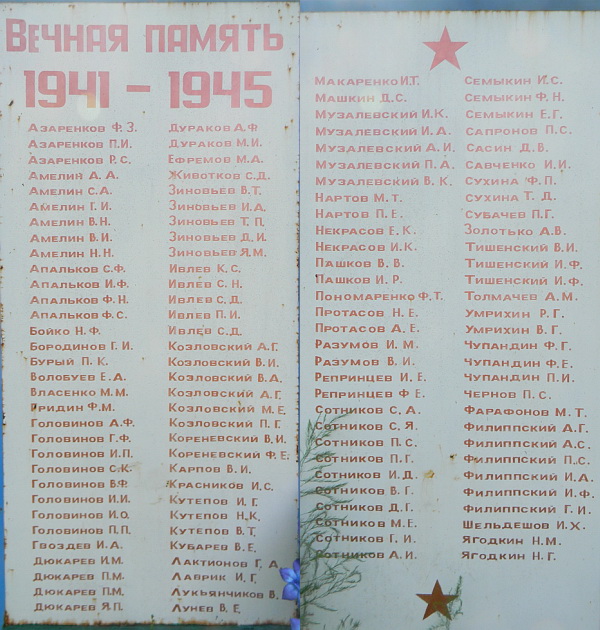 Вечная память
1941 – 1945
Азаренков Ф.З.
Азаренков П.И.
Азаренков Р.С.
Амелин А.А.
Амелин С.А.
Амелин Г.И.
Амелин В.Н.
Амелин В.И.
Амелин Н.Н.
Апальков С.Ф.
Апальков И.Ф.
Апальков Ф.Н.
Апальков Ф.С.
Бойко Н.Ф.
Бородинов Г.И.
Бурый П.К.
Волобуев Е.А.
Власенко М.М.
Гридин Ф.М.
Головинов А.Ф.
Головинов Г.Ф.
Головинов И.П.
Головинов С.К.
Головинов В.Ф.
Головинов И.И.
Головинов И.О.
Головинов П.П.
Гвоздев И.А.
Дюкарев И.М.
Дюкарев П.М.
Дюкарев П.М.
Дюкарев Я.П.
Дураков А.Ф.
Дураков М.И.
Ефремов М.А.
Животков С.Д.
Зиновьев В.Т.
Зиновьев И.А.
Зиновьев Т.П.
Зиновьев Д.И.
Зиновьев Я.М.
Ивлев К.С.
Ивлев С.Н.
Ивлев С.Д.
Ивлев П.И.
Ивлев С.Д.
Козловский А.Г.
Козловский В.И.
Козловский В.А.
Козловский А.Г.
Козловский М.Е.
Козловский П.Г.
Кореневский В.И.
Кореневский Ф.Е.
Карпов В.И.
Красников И.С.
Кутепов И.Г.
Кутепов Н.К.
Кутепов В.Т.
Кубарев В.Е.
Лактионов Г.А.
Лаврик И.Г.
Лукьянчиков В.
Лунев В.Е.
Макаренко И.Т.
Машкин Д.С.
Музалевский И.К.
Музалевский И.А.
Музалевский А.И.
Музалевский П.А.
Музалевский В.К.
Нартов М.Т.
Нартов П.Е.
Некрасов Е.К.
Некрасов И.К.
Пашков В.В.
Пашков И.Р.
Пономаренко Ф.Т.
Протасов Н.Е.
Протасов А.Е.
Разумов И.М.
Разумов В.И.
Репринцев И.Е.
Репринцев Ф.Е.
Сотников С.А.
Сотников С.Я.
Сотников П.С.
Сотников П.Г.
Сотников И.Д.
Сотников В.Г.
Сотников Д.Г.
Сотников М.Е.
Сотников Г.И.
Сотников А.И.
Семыкин И.С.
Семыкин Ф.Н.
Семыкин Е.Г.
Сапронов П.С.
Сасин Д.В.
Савченко И.И.
Сухина Ф.П.
Сухина Т.Д.
Субачев П.Г.
Золотько А.В.
Тишенский В.И.
Тишенский И.Ф.
Тишенский И.Ф.
Толмачев А.М.
Умрихин Р.Г.
Умрихин В.Г.
Чупандин Ф.Г.
Чупандин Ф.Е.
Чупандин П.И.
Чернов П.С.
Фарафонов М.Т.
Филиппский А.Г.
Филиппский А.С.
Филиппский П.С.
Филиппский И.А.
Филиппский И.Ф.
Филиппский Г.И.
Шельдешов И.Х.
Ягодкин Н.М.
Ягодкин Н.Г.